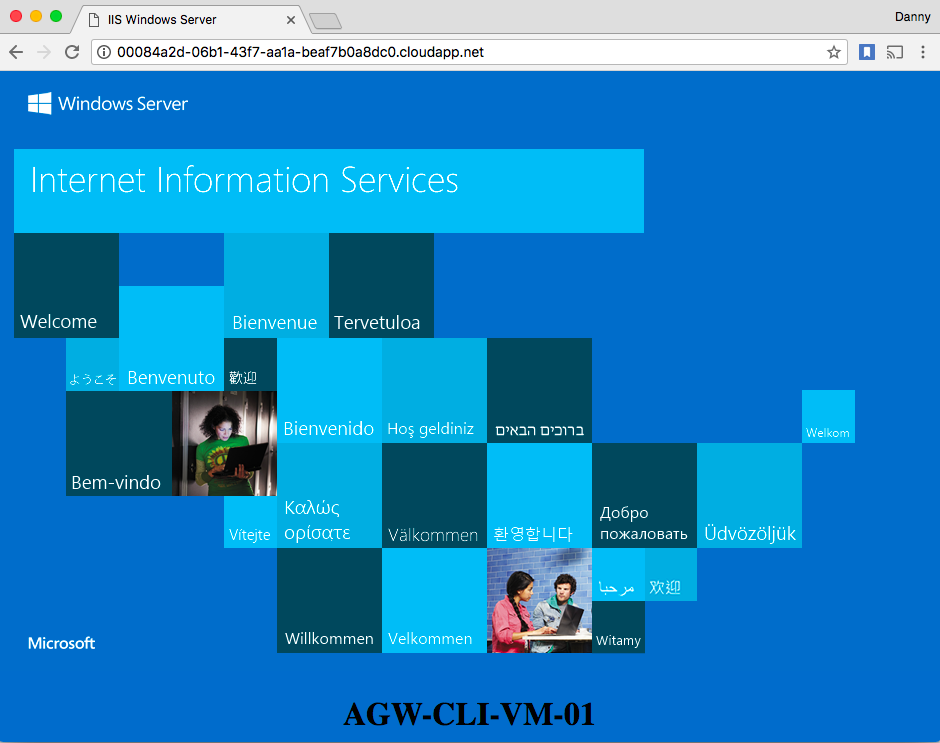 IIS Windows Server
Danny
00084a2d-06b1-43f7-aa1a-beaf7b0a8dc0.cloudapp.net
Windows Server
Internet Information Services
Welcome
Bienvenue
Tervetuloa
ようこそ
Benvenuto
歡迎
Bienvenido
Hoş geldiniz
ברוכים הבאים
Welkom
Bem-vindo
Vítejte
Καλώς
ορίσατε
Välkommen
환영합니다
Добро
пожаловать
Üdvözöljük
مرحبا
欢迎
Willkommen
Velkommen
Witamy
Microsoft
AGW-CLI-VM-01